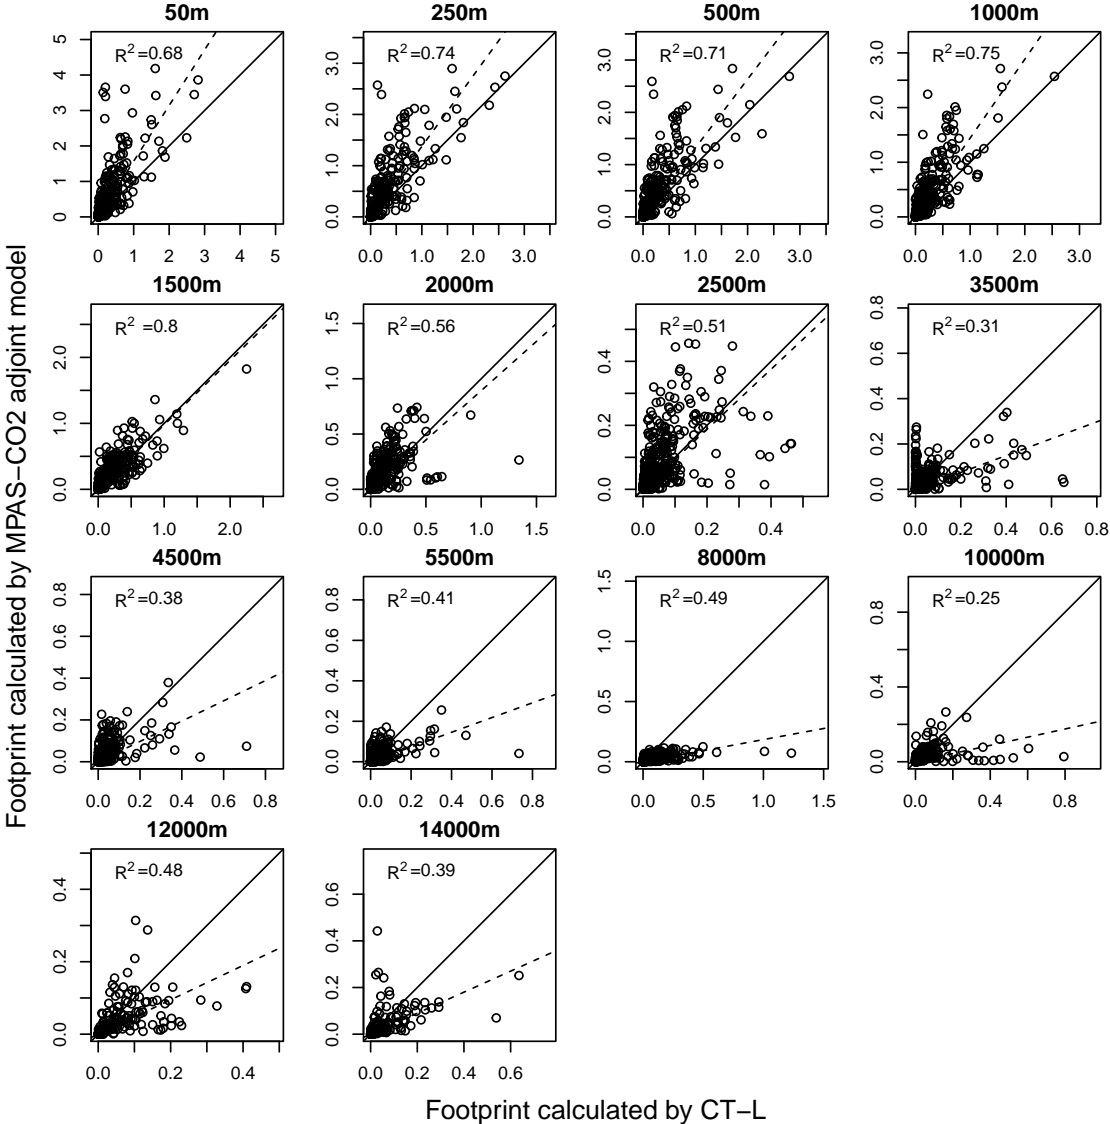 50m
250m
500m
1000m
R2=0.68
R2=0.74
R2=0.71
R2=0.75
0 1 2 3 4 5
0.0 1.0 2.0 3.0
0.0 1.0 2.0 3.0
0.0 1.0 2.0 3.0
0 1 2 3 4 5
0.0 1.0 2.0 3.0
0.0 1.0 2.0 3.0
0.0 1.0 2.0 3.0
1500m
2000m
2500m
3500m
R2 =0.8
R2=0.56
R2=0.51
R2=0.31
0.0 1.0 2.0
0.0 0.5 1.0 1.5
0.0 0.2 0.4
0.0 0.2 0.4 0.6 0.8
0.0 1.0 2.0
0.0 0.5 1.0 1.5
0.0 0.2 0.4
0.0 0.2 0.4 0.6 0.8
4500m
5500m
8000m
10000m
R2=0.38
R2=0.41
R2=0.49
R2=0.25
0.0 0.2 0.4 0.6 0.8
0.0 0.2 0.4 0.6 0.8
0.0 0.5 1.0 1.5
0.0 0.4 0.8
0.0 0.2 0.4 0.6 0.8
0.0 0.2 0.4 0.6 0.8
0.0 0.5 1.0 1.5
0.0 0.4 0.8
12000m
14000m
R2=0.48
R2=0.39
0.0 0.2 0.4
0.0 0.2 0.4 0.6
0.0 0.2 0.4
0.0 0.2 0.4 0.6
Footprint calculated by MPAS−CO2 adjoint model
Footprint calculated by CT−L